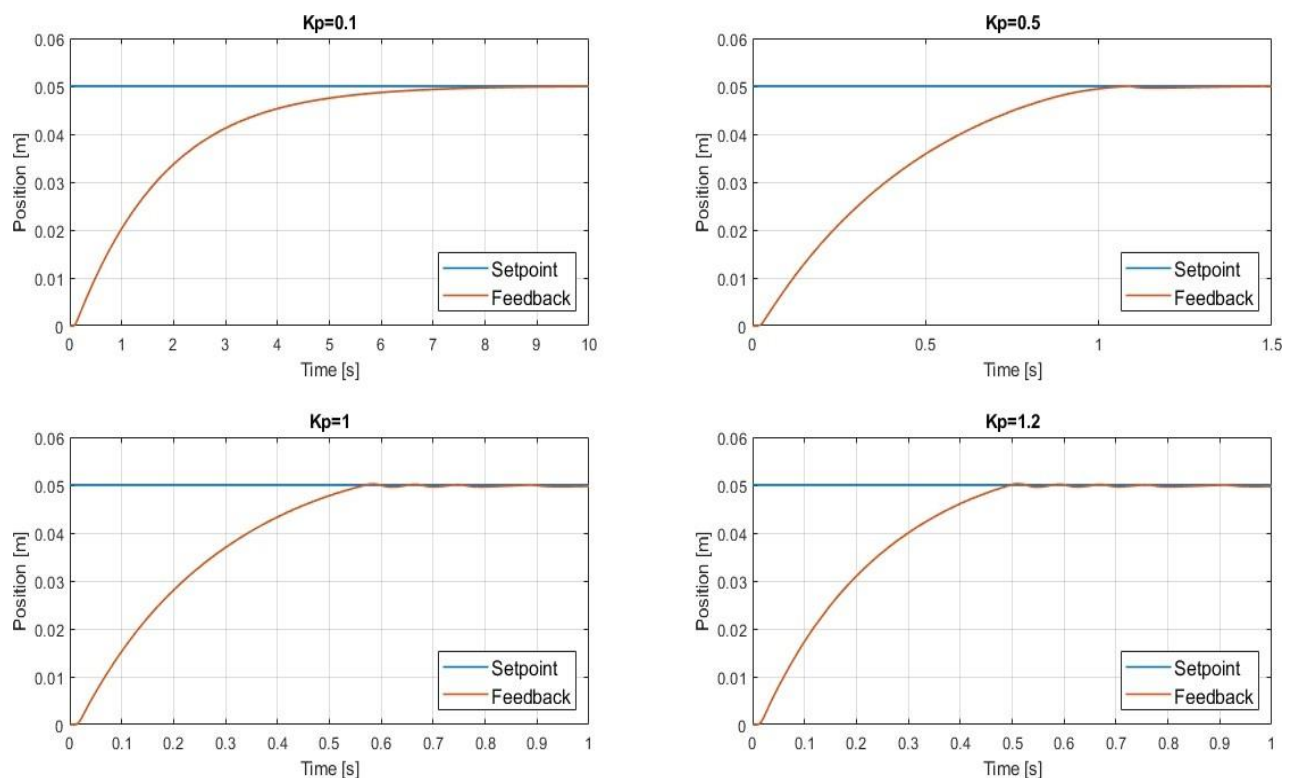 Kp=0.1
0.06
0.05
0.04
0.03
0.02
0.01
0
Position [m]
Setpoint
Feedback
0 1 2 3 4 5 6 7 8 9 10
Time [s]
Kp=0.5
0.06
0.05
0.04
0.03
0.02
0.01
0
Position [m]
Setpoint
Feedback
0 0.5 1 1.5
Time [s]
Kp=1
0.06
0.05
0.04
0.03
0.02
0.01
0
Position [m]
Setpoint
Feedback
0 0.1 0.2 0.3 0.4 0.5 0.6 0.7 0.8 0.9 1
Time [s]
Kp=1.2
0.06
0.05
0.04
0.03
0.02
0.01
0
Position [m]
Setpoint
Feedback
0 0.1 0.2 0.3 0.4 0.5 0.6 0.7 0.8 0.9 1
Time [s]